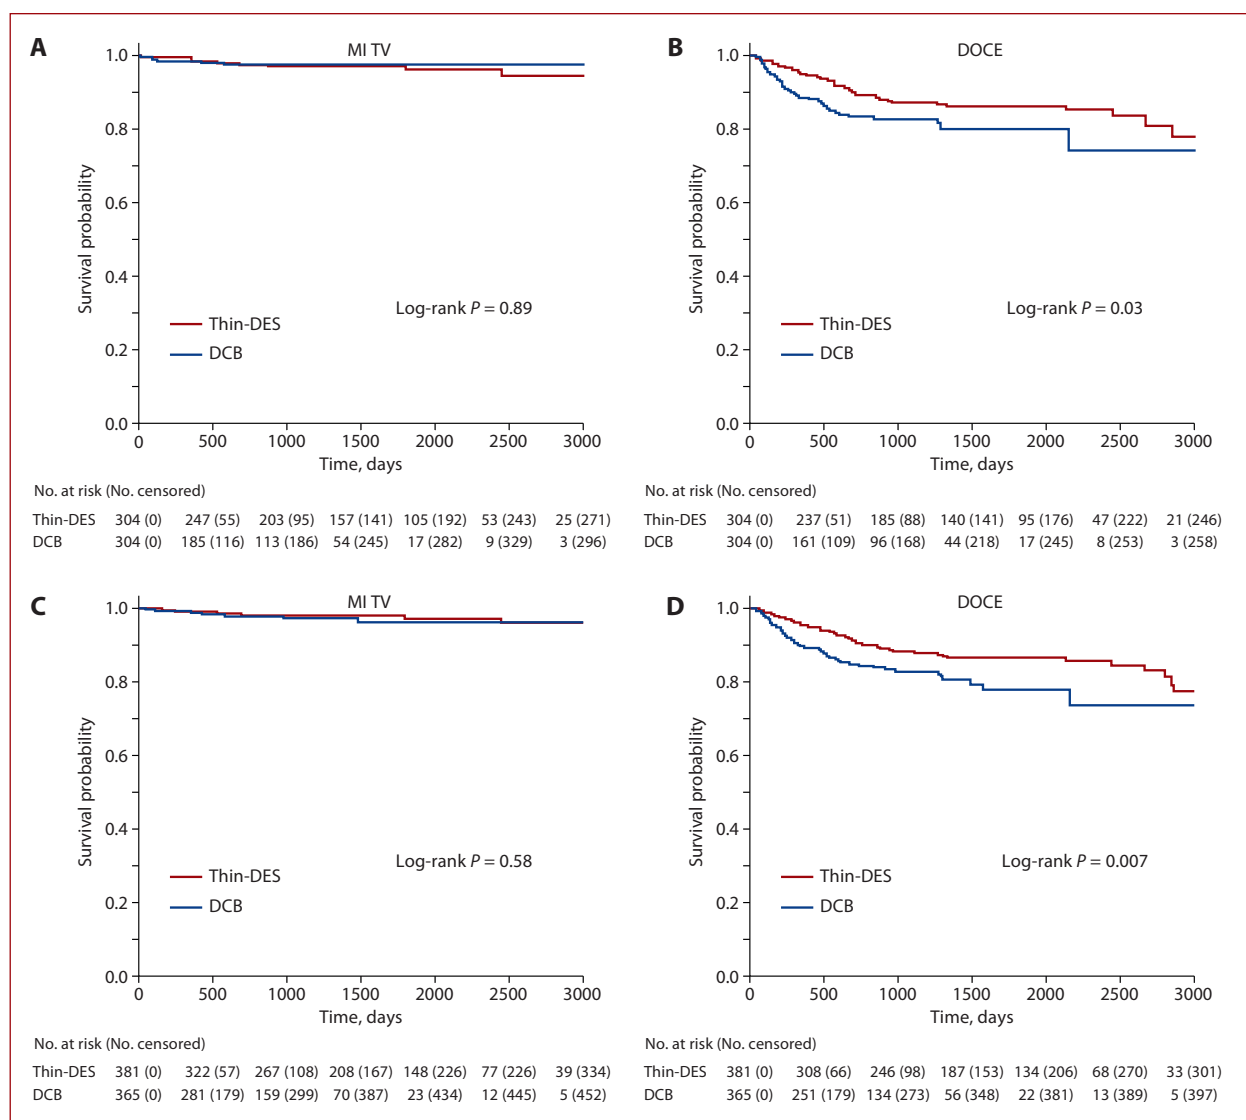 A
MI TV
1.0
0.8
0.6
0.4
0.2
0.0
Survival probability
Log-rank P = 0.89
Thin-DES
DCB
0 500 1000 1500 2000 2500 3000
Time, days
No. at risk (No. censored)
Thin-DES 304 (0) 247 (55) 203 (95) 157 (141) 105 (192) 53 (243) 25 (271)
DCB 304 (0) 185 (116) 113 (186) 54 (245) 17 (282) 9 (329) 3 (296)
B
DOCE
1.0
0.8
0.6
0.4
0.2
0.0
Survival probability
Log-rank P = 0.03
Thin-DES
DCB
0 500 1000 1500 2000 2500 3000
Time, days
No. at risk (No. censored)
Thin-DES 304 (0) 237 (51) 185 (88) 140 (141) 95 (176) 47 (222) 21 (246)
DCB 304 (0) 161 (109) 96 (168) 44 (218) 17 (245) 8 (253) 3 (258)
C
MI TV
1.0
0.8
0.6
0.4
0.2
0.0
Survival probability
Log-rank P = 0.58
Thin-DES
DCB
0 500 1000 1500 2000 2500 3000
Time, days
No. at risk (No. censored)
Thin-DES 381 (0) 322 (57) 267 (108) 208 (167) 148 (226) 77 (226) 39 (334)
DCB 365 (0) 281 (179) 159 (299) 70 (387) 23 (434) 12 (445) 5 (452)
D
DOCE
1.0
0.8
0.6
0.4
0.2
0.0
Survival probability
Log-rank P = 0.007
Thin-DES
DCB
0 500 1000 1500 2000 2500 3000
Time, days
No. at risk (No. censored)
Thin-DES 381 (0) 308 (66) 246 (98) 187 (153) 134 (206) 68 (270) 33 (301)
DCB 365 (0) 251 (179) 134 (273) 56 (348) 22 (381) 13 (389) 5 (397)